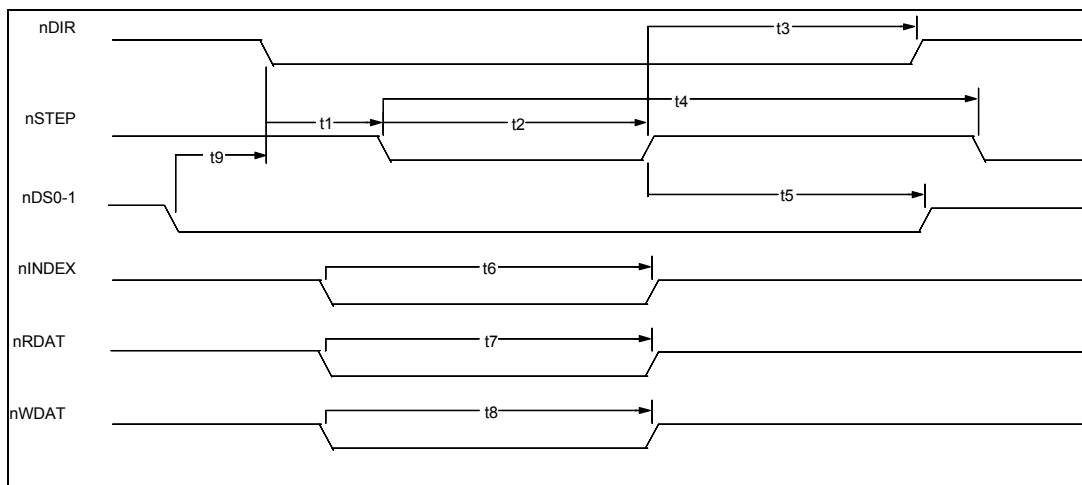 nDIR
t3
t4
nSTEP
t1
t2
t9
nDS0-1
t5
nINDEX
t6
nRDAT
t7
nWDAT
t8